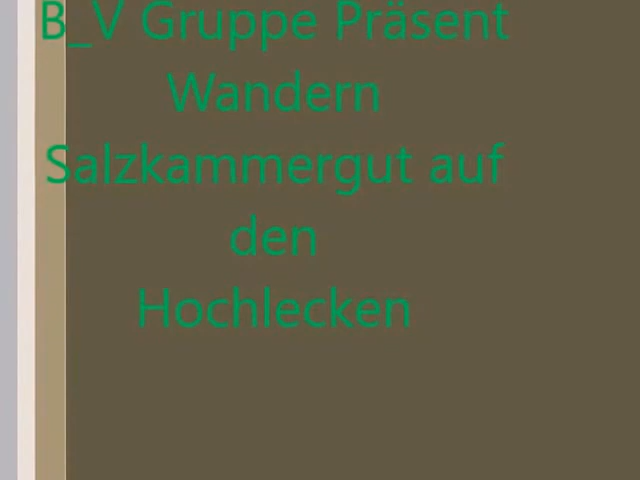 B_V Gruppe Präsent
Wandern
Salzkammergut auf
den
Hochlecken